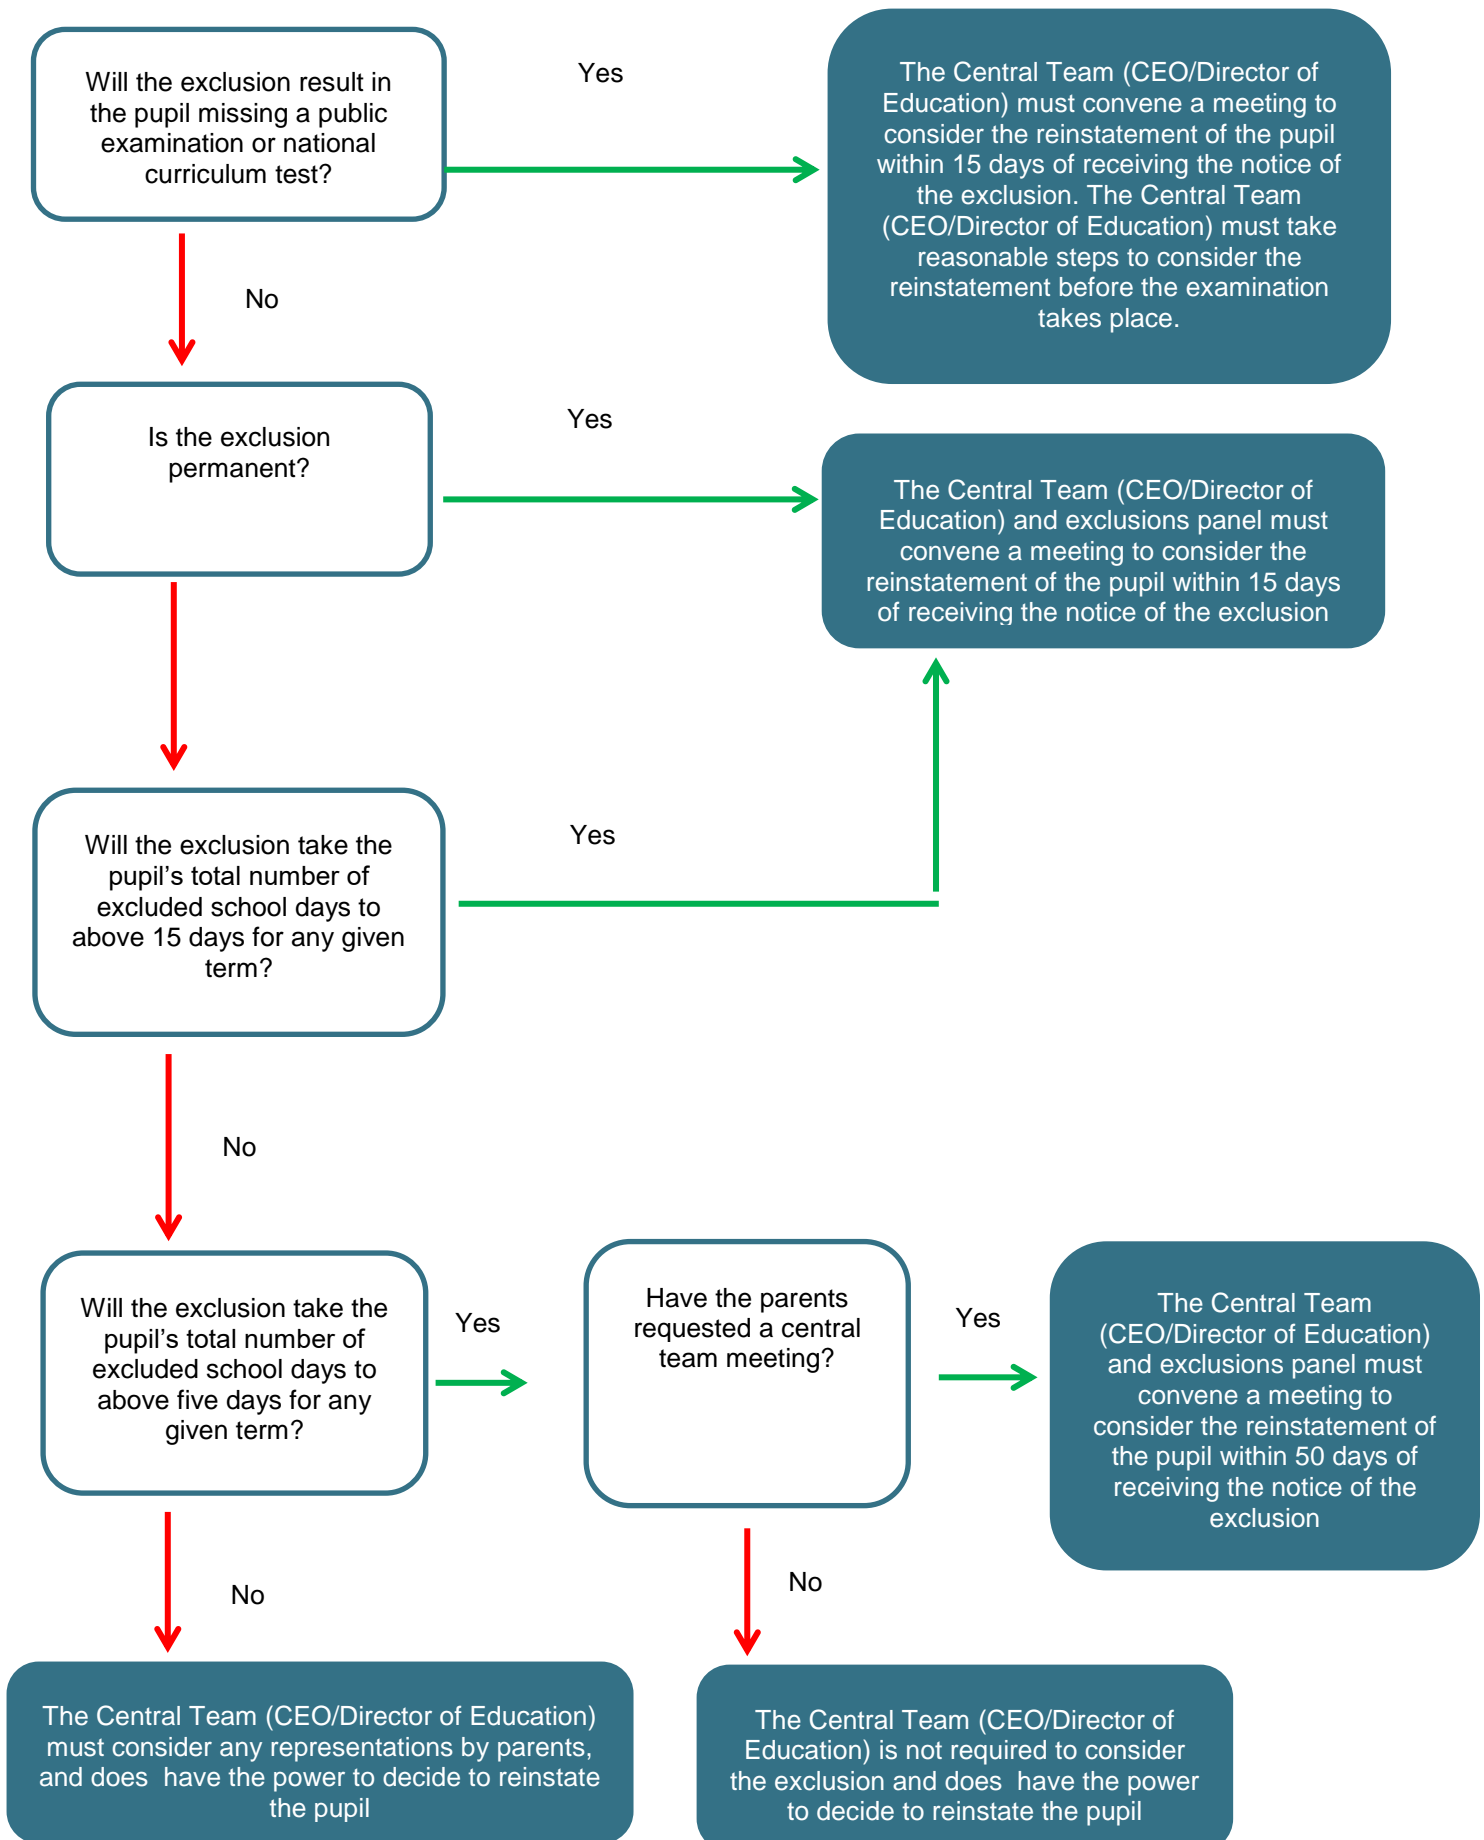 Will the exclusion result in
the pupil missing a public
examination or national
curriculum test?
Yes
The Central Team (CEO/Director of
Education) must convene a meeting to
consider the reinstatement of the pupil
within 15 days of receiving the notice of
the exclusion. The Central Team
(CEO/Director of Education) must take
reasonable steps to consider the
reinstatement before the examination
takes place.
No
Is the exclusion
permanent?
Yes
The Central Team (CEO/Director of
Education) and exclusions panel must
convene a meeting to consider the
reinstatement of the pupil within 15 days
of receiving the notice of the exclusion
Will the exclusion take the
pupil’s total number of
excluded school days to
above 15 days for any given
term?
Yes
No
Will the exclusion take the
pupil’s total number of
excluded school days to
above five days for any
given term?
Yes
Have the parents
requested a central
team meeting?
Yes
The Central Team
(CEO/Director of Education)
and exclusions panel must
convene a meeting to
consider the reinstatement of
the pupil within 50 days of
receiving the notice of the
exclusion
No
No
The Central Team (CEO/Director of Education)
must consider any representations by parents,
and does  have the power to decide to reinstate
the pupil
The Central Team (CEO/Director of
Education) is not required to consider
the exclusion and does  have the power
to decide to reinstate the pupil